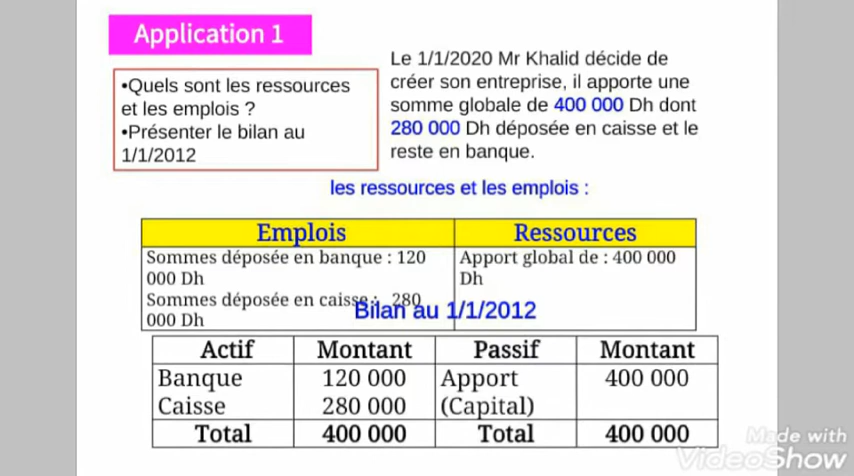 Application 1
•Quels sont les ressources
et les emplois ?
•Présenter le bilan au
1/1/2012
Le 1/1/2020 Mr Khalid décide de
créer son entreprise, il apporte une
somme globale de 400 000 Dh dont
280 000 Dh déposée en caisse et le
reste en banque.
les ressources et les emplois :
Emplois Ressources
Sommes déposée en banque : 120
000 Dh
Sommes déposée en caisse : 280
000 Dh
Apport global de : 400 000
Dh
Bilan au 1/1/2012
Actif Montant Passif Montant
Banque 120 000 Apport 400 000
Caisse 280 000 (Capital)
Total 400 000 Total 400 000
Made with
VideoShow